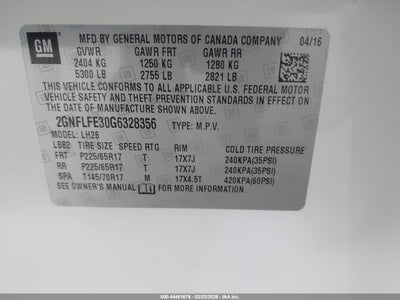 GM
MFD BY GENERAL MOTORS OF CANADA COMPANY 04/16
GVWR GAWR FRT GAWR RR
2404 KG 1250 KG 1280 KG
5300 LB 2755 LB 2821 LB
THIS VEHICLE CONFORMS TO ALL APPLICABLE U.S. FEDERAL MOTOR
VEHICLE SAFETY, BUMPER, AND THEFT PREVENTION STANDARDS IN
EFFECT ON THE DATE OF MANUFACTURE SHOWN ABOVE.
2GNFLFE30G6328356 TYPE: M.P.V.
MODEL: LH26
LBB2 TIRE SIZE SPEED RTG RIM COLD TIRE PRESSURE
FRT P225/65R17 T 17X7J 240KPA(35PSI)
RR P225/65R17 T 17X7J 240KPA(35PSI)
SPA T145/70R17 M 17X4.5T 420KPA(60PSI)
SEE OWNER MANUAL FOR ADDITIONAL INFORMATION.
500-44451676 - 02/23/2026 - IAA Inc.